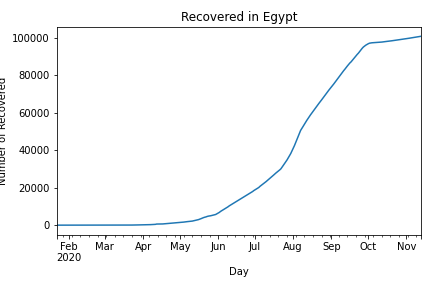 Recovered in Egypt
Number of Recovered
100000
80000
60000
40000
20000
0
Feb Mar Apr May Jun Jul Aug Sep Oct Nov
2020
Day